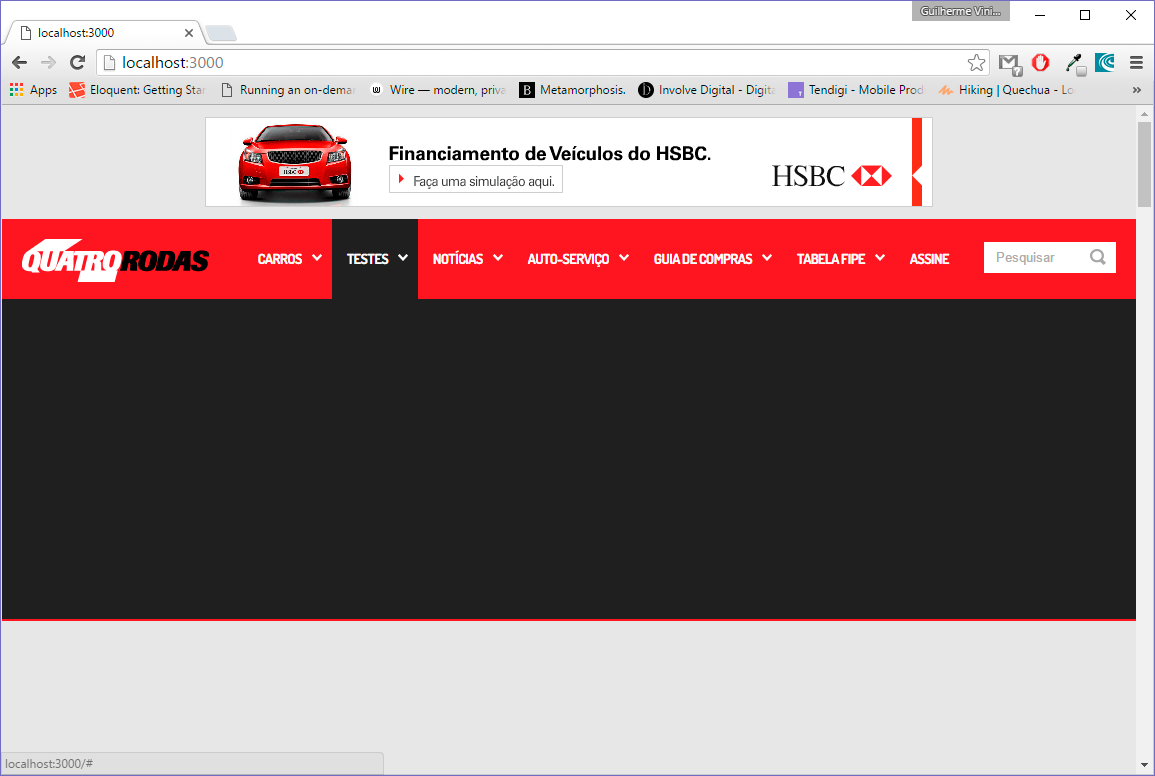 Guilherme Vini...
localhost:3000
localhost:3000
Apps Eloquent: Getting Star Running an on-demar Wire — modern, priva Metamorphosis. Involve Digital - Digita Tendigi - Mobile Prod Hiking | Quechua - Lo
Financiamento de Veículos do HSBC.
Faça uma simulação aqui.
HSBC
QUATRO RODAS CARROS TESTES NOTÍCIAS AUTO-SERVIÇO GUIA DE COMPRAS TABELA FIPE ASSINE Pesquisar
localhost:3000/#